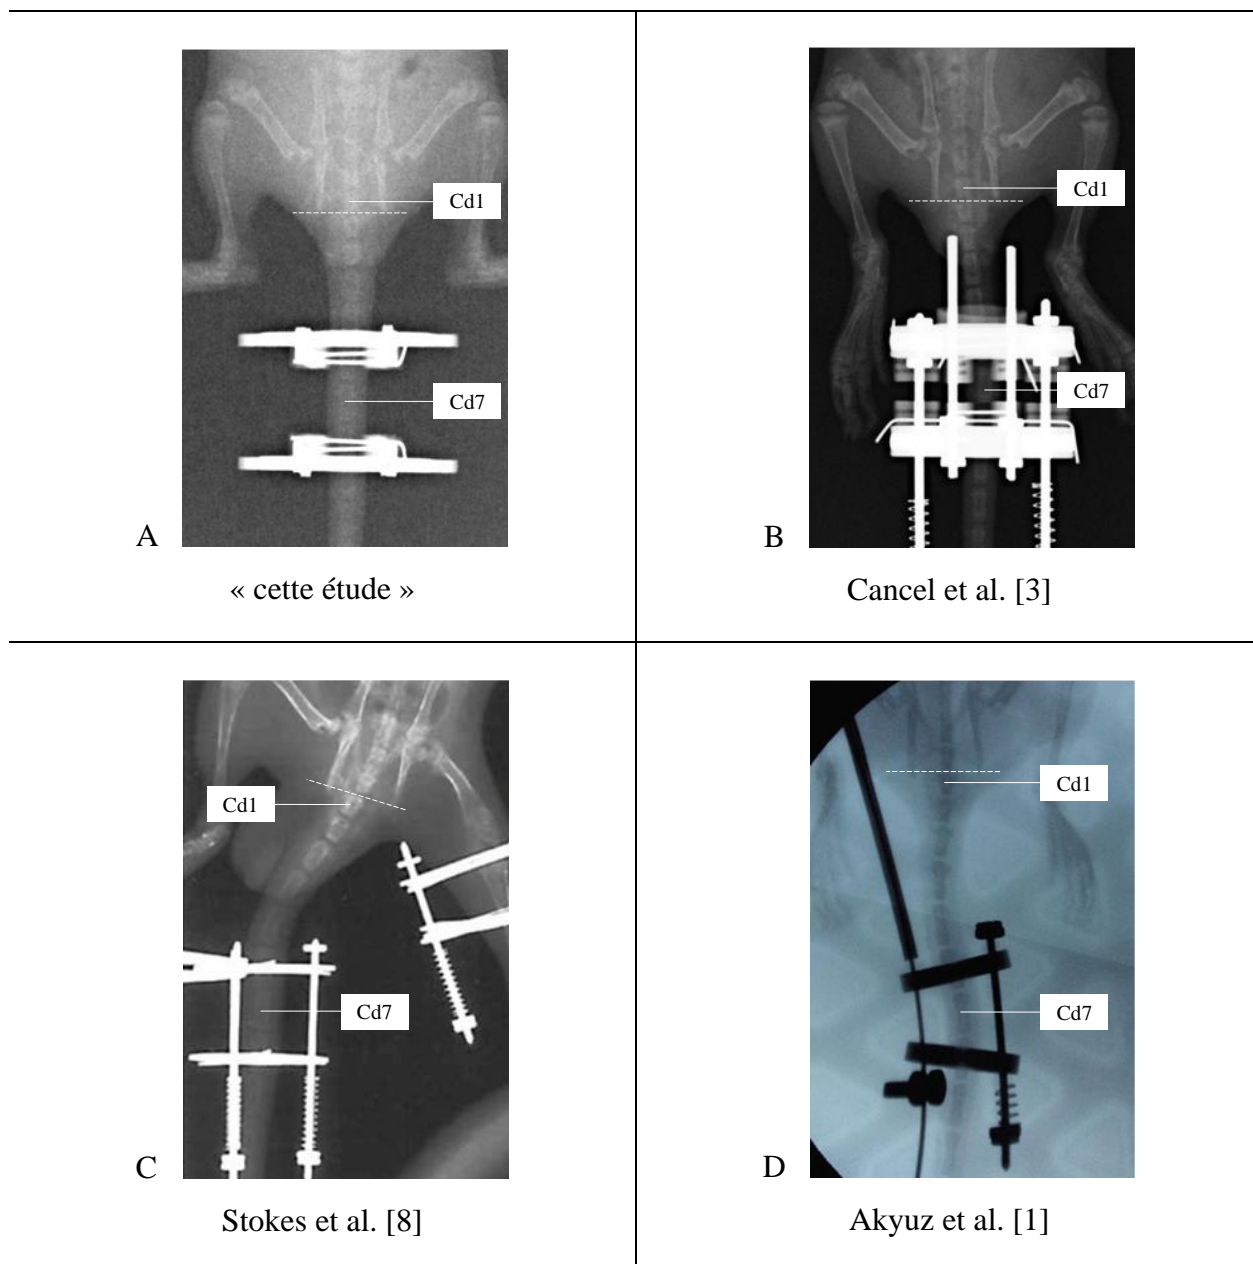 Cd1
Cd7
A
« cette étude »
Cd1
Cd7
B
Cancel et al. [3]
Cd1
Cd7
C
Stokes et al. [8]
Cd1
Cd7
D
Akyuz et al. [1]